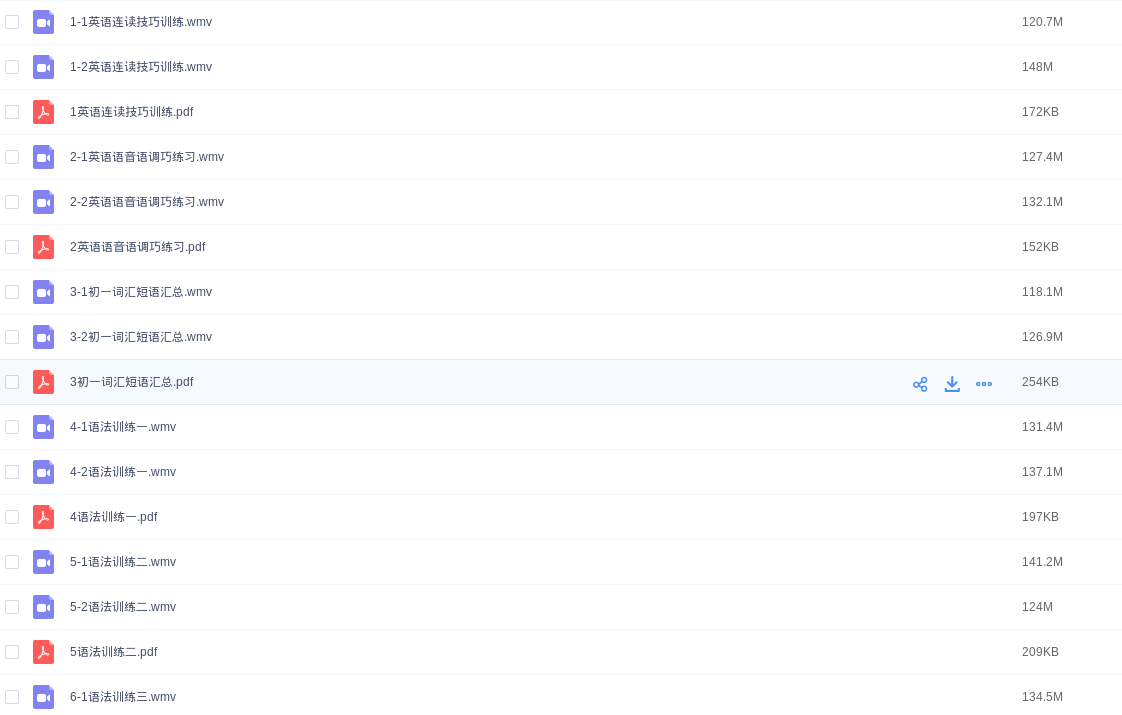 1-1英语连读技巧训练.wmv 120.7M
1-2英语连读技巧训练.wmv 148M
1英语连读技巧训练.pdf 172KB
2-1英语语音语调巧练习.wmv 127.4M
2-2英语语音语调巧练习.wmv 132.1M
2英语语音语调巧练习.pdf 152KB
3-1初一词汇短语汇总.wmv 118.1M
3-2初一词汇短语汇总.wmv 126.9M
3初一词汇短语汇总.pdf 254KB
4-1语法训练一.wmv 131.4M
4-2语法训练一.wmv 137.1M
4语法训练一.pdf 197KB
5-1语法训练二.wmv 141.2M
5-2语法训练二.wmv 124M
5语法训练二.pdf 209KB
6-1语法训练三.wmv 134.5M